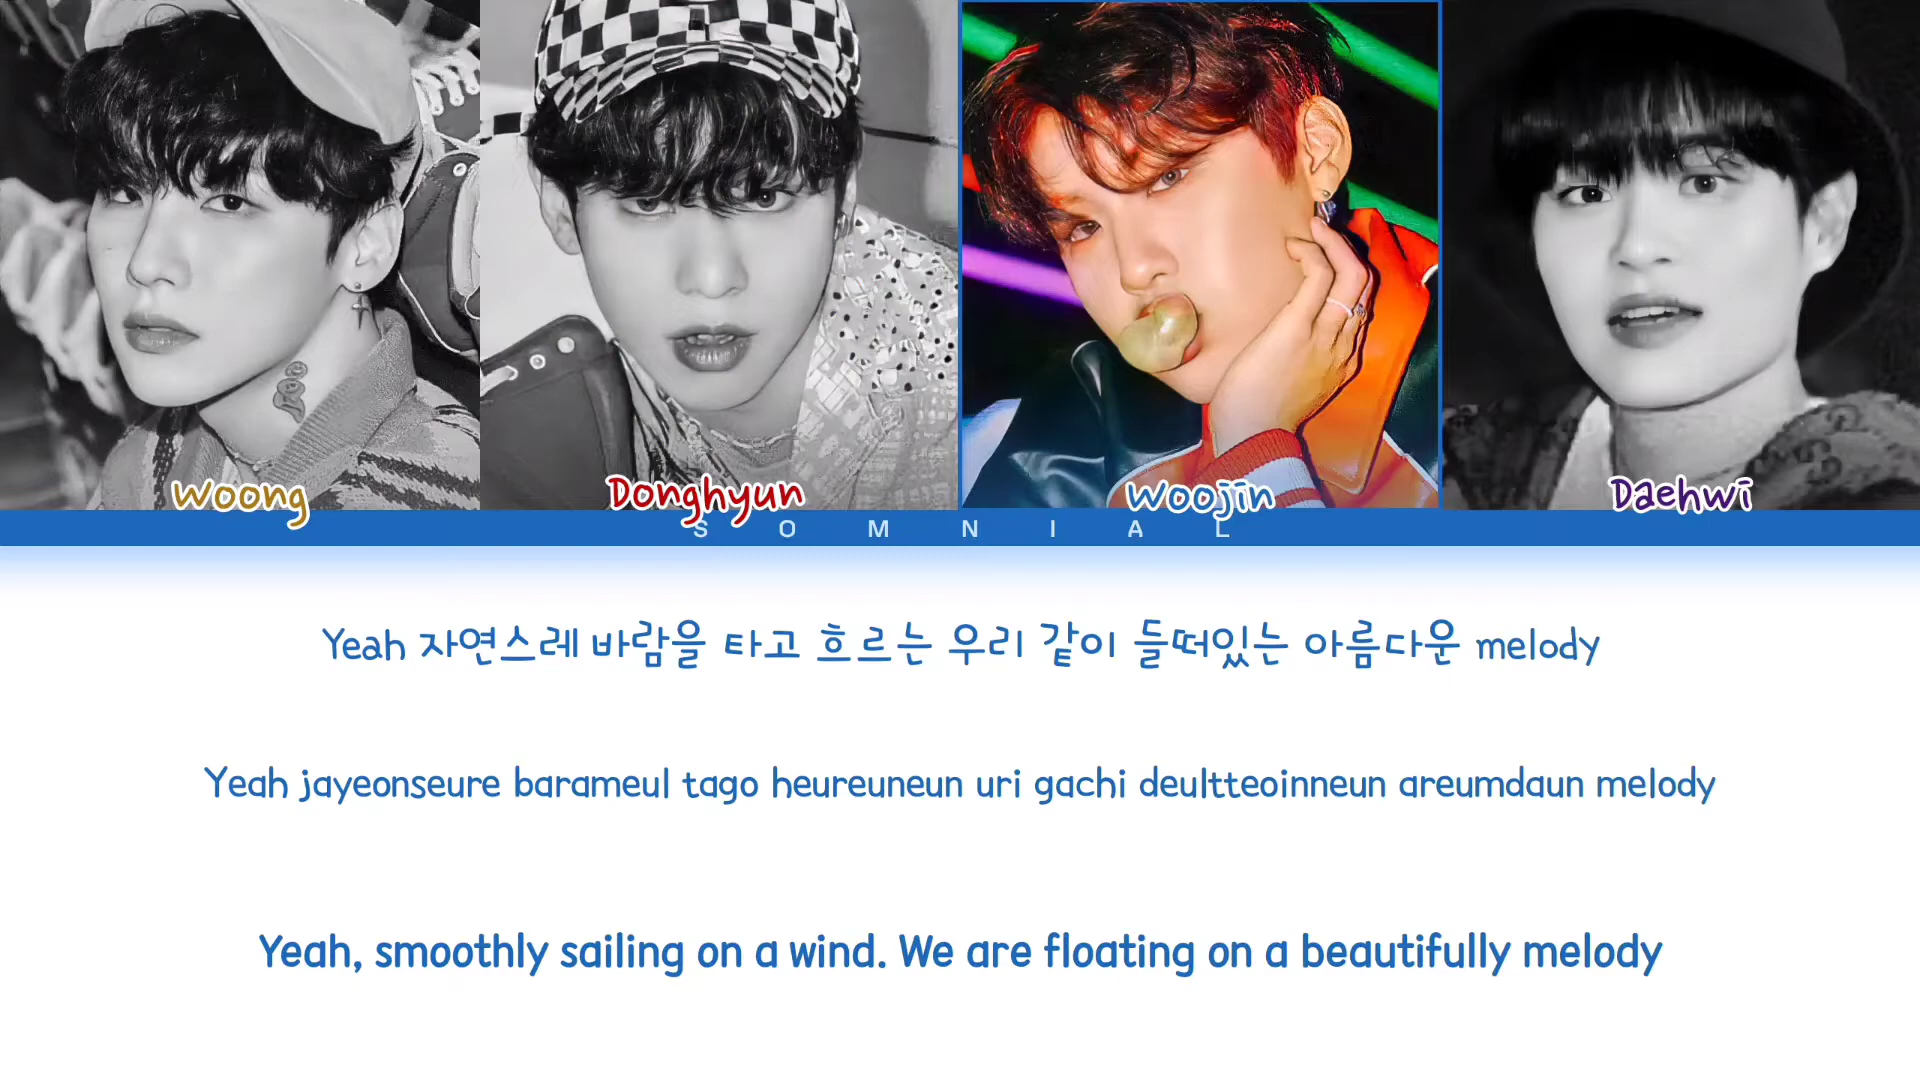 Woong
Donghyun
Woojin
Daehwi
SOMNIAL
Yeah 자연스레 바람을 타고 흐르는 우리 같이 들떠있는 아름다운 melody
Yeah jayeonseure barameul tago heureuneun uri gachi deultteoinneun areumdaun melody
Yeah, smoothly sailing on a wind. We are floating on a beautifully melody